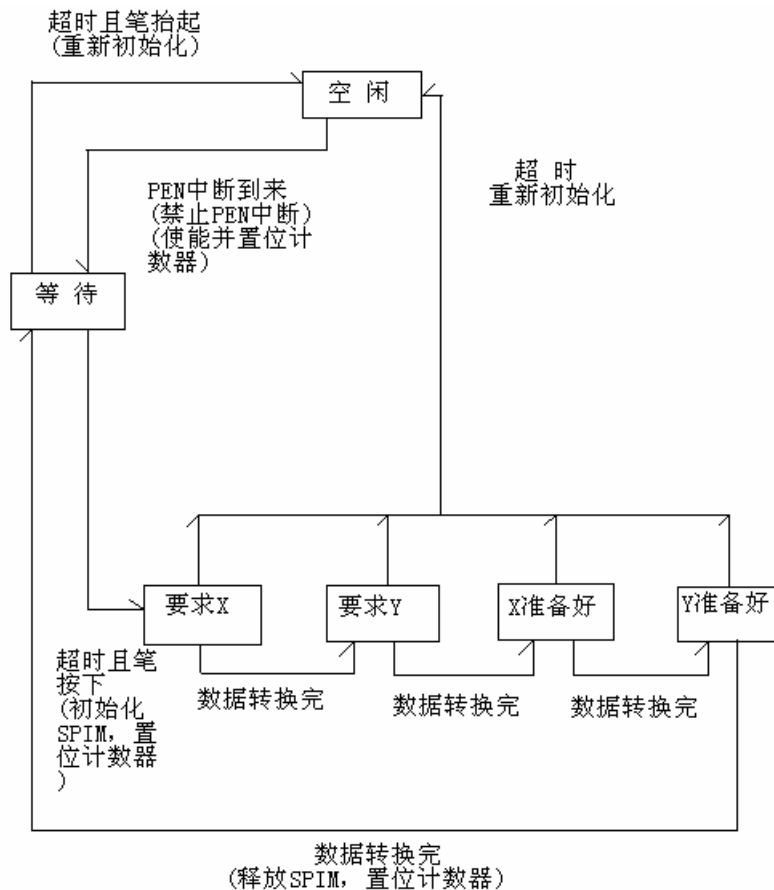 超时且笔抬起
(重新初始化)
空 闲
超 时
重新初始化
PEN中断到来
(禁止PEN中断)
(使能并置位计
数器)
等 待
要求X
要求Y
X准备好
Y准备好
超时且笔
按下
(初始化
SPIM, 置
位计数器
)
数据转换完
数据转换完
数据转换完
数据转换完
(释放SPIM, 置位计数器)